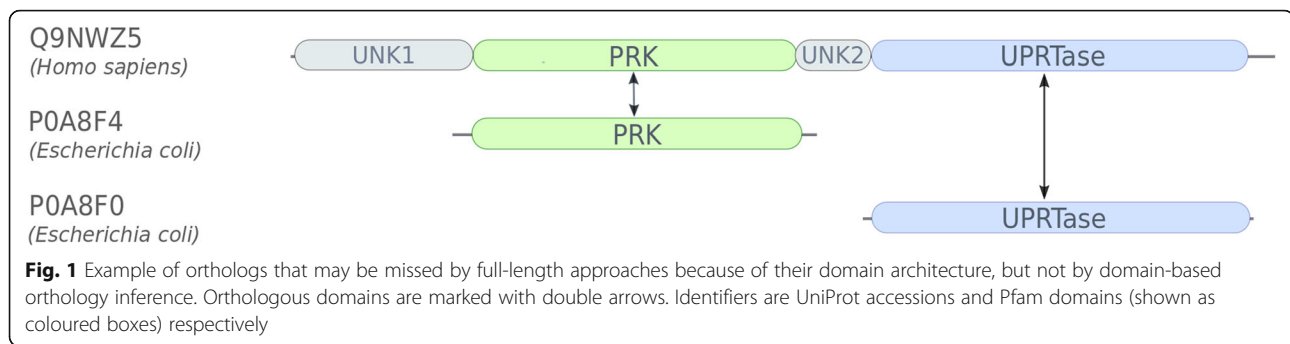 Q9NWZ5
(Homo sapiens)
UNK1 PRK UNK2 UPRTase
P0A8F4
(Escherichia coli)
PRK
P0A8F0
(Escherichia coli)
UPRTase
Fig. 1 Example of orthologs that may be missed by full-length approaches because of their domain architecture, but not by domain-based
orthology inference. Orthologous domains are marked with double arrows. Identifiers are UniProt accessions and Pfam domains (shown as
coloured boxes) respectively